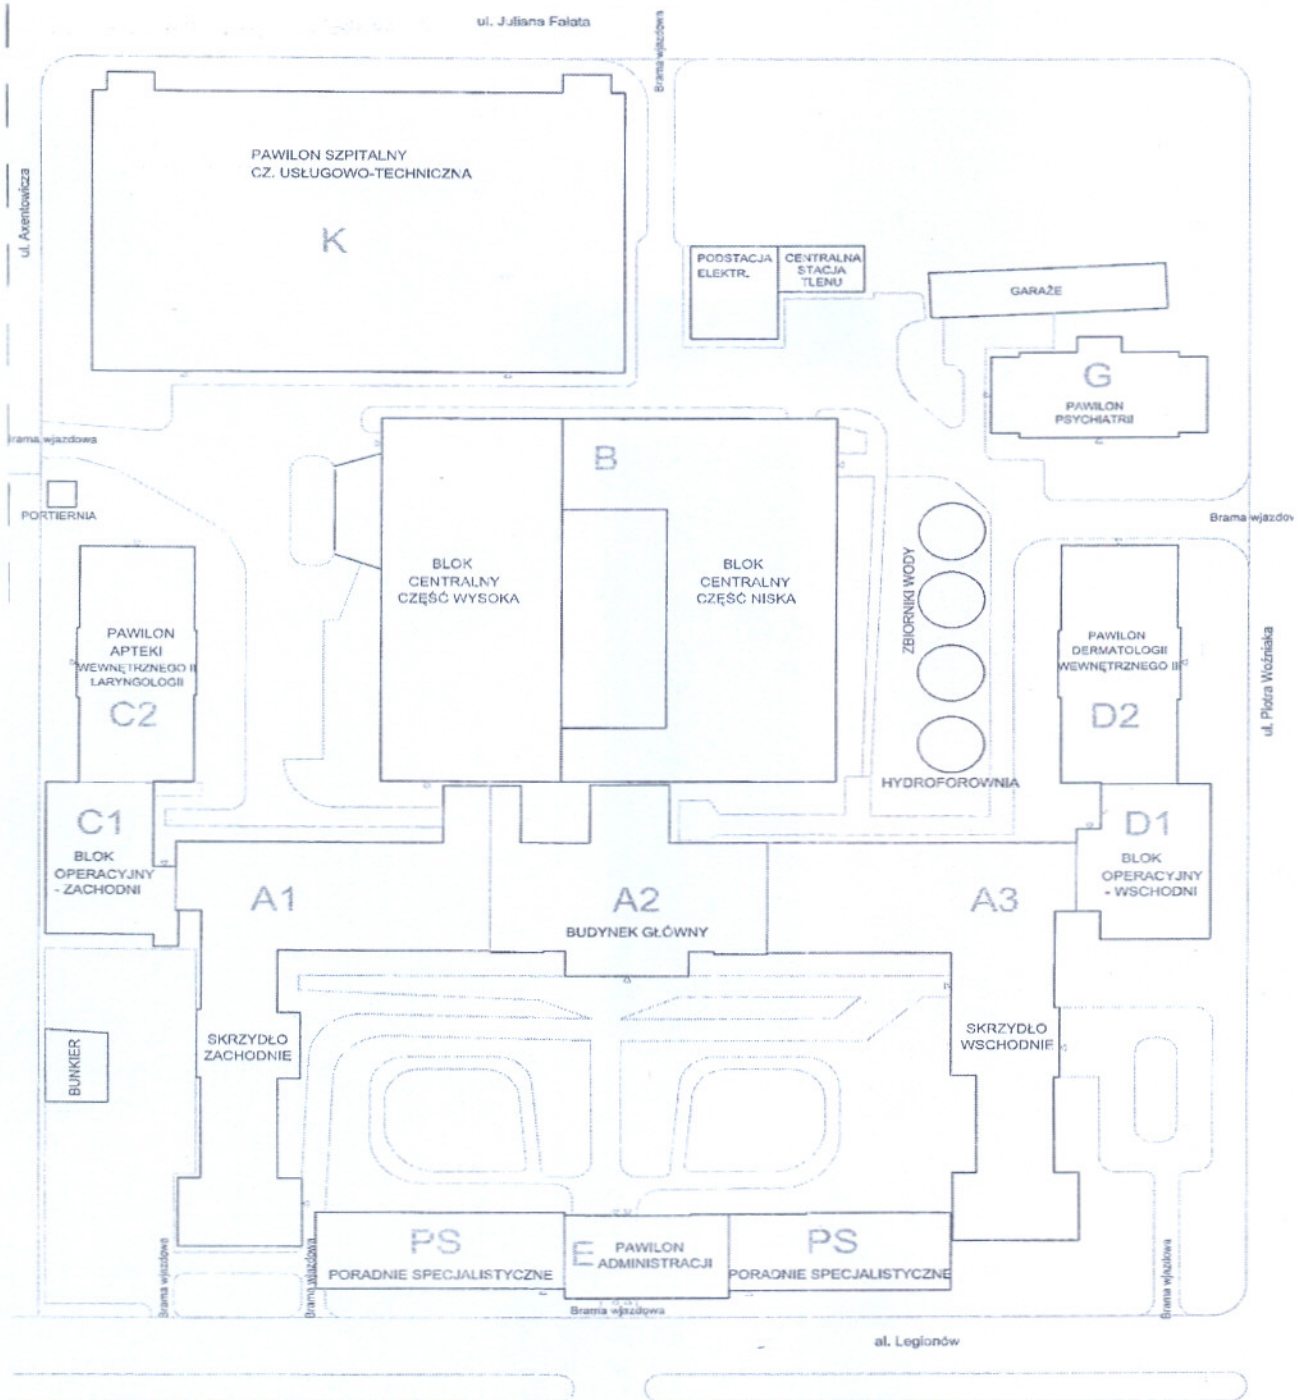 ul. Juliana Fałata
Brama wjazdowa
ul. Axentowicza
PAWILON SZPITALNY
CZ. USŁUGOWO-TECHNICZNA
K
PODSTACJA
ELEKTR.
CENTRALNA
STACJA
TLENU
GARAŻE
G
PAWILON
PSYCHIATRII
Brama wjazdowa
PORTIERNIA
B
BLOK
CENTRALNY
CZĘŚĆ WYSOKA
BLOK
CENTRALNY
CZĘŚĆ NISKA
ZBIORNIKI WODY
HYDROFOROWNIA
Brama wjazdow
ul. Piotra Woźniaka
PAWILON
APTEKI
WEWNĘTRZNEGO II
LARYNGOLOGII
C2
PAWILON
DERMATOLOGII
WEWNĘTRZNEGO III
D2
C1
BLOK
OPERACYJNY
- ZACHODNI
D1
BLOK
OPERACYJNY
- WSCHODNI
A1
A2
BUDYNEK GŁÓWNY
A3
SKRZYDŁO
ZACHODNIE
SKRZYDŁO
WSCHODNIE
BUNKIER
PS
PORADNIE SPECJALISTYCZNE
E
PAWILON
ADMINISTRACJI
PS
PORADNIE SPECJALISTYCZNE
Brama wjazdowa
Brama wjazdowa
Brama wjazdowa
Brama wjazdowa
al. Legionów